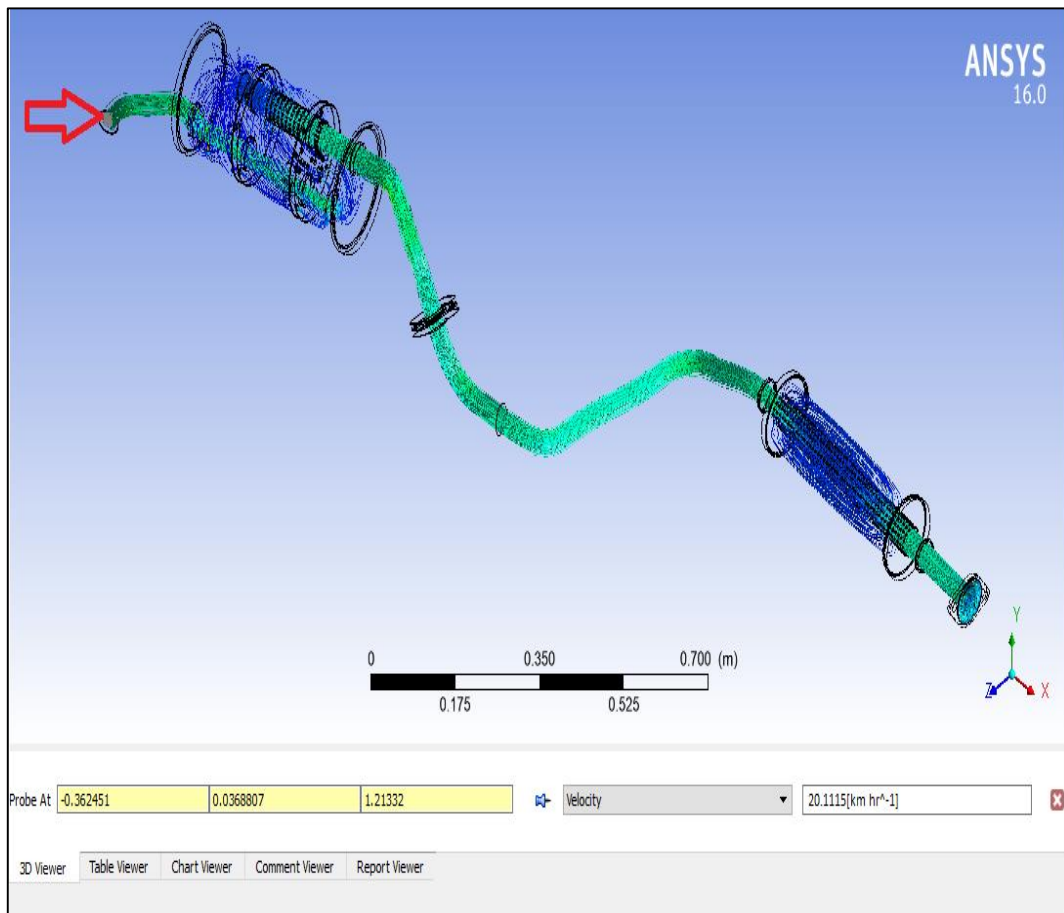 ANSYS
16.0
0 0.350 0.700 (m)
0.175 0.525
Y
Z X
Probe At -0.362451 0.0368807 1.21332 Velocity 20.1115[km hr^-1]
3D Viewer Table Viewer Chart Viewer Comment Viewer Report Viewer